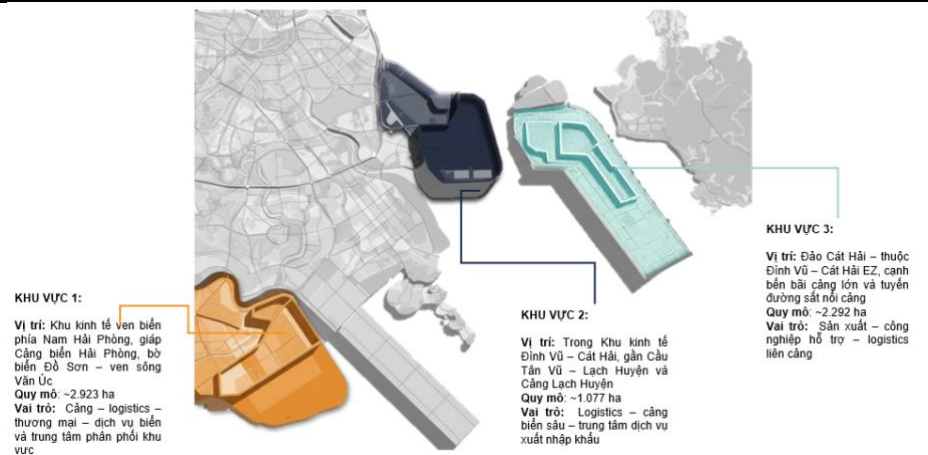 KHU VỰC 1:
Vị trí: Khu kinh tế ven biển
phía Nam Hải Phòng, giáp
Cảng biển Hải Phòng, bờ
biển Đồ Sơn – ven sông
Văn Úc
Quy mô: ~2.923 ha
Vai trò: Cảng – logistics –
thương mại – dịch vụ biển
và trung tâm phân phối khu
vực
KHU VỰC 2:
Vị trí: Trong Khu kinh tế
Đình Vũ – Cát Hải, gần Cầu
Tân Vũ – Lạch Huyện và
Cảng Lạch Huyện
Quy mô: ~1.077 ha
Vai trò: Logistics – cảng
biển sâu – trung tâm dịch vụ
xuất nhập khẩu
KHU VỰC 3:
Vị trí: Đảo Cát Hải – thuộc
Đình Vũ – Cát Hải EZ, cạnh
bến bãi cảng lớn và tuyến
đường sắt nối cảng
Quy mô: ~2.292 ha
Vai trò: Sản xuất – công
nghiệp hỗ trợ – logistics
liên cảng